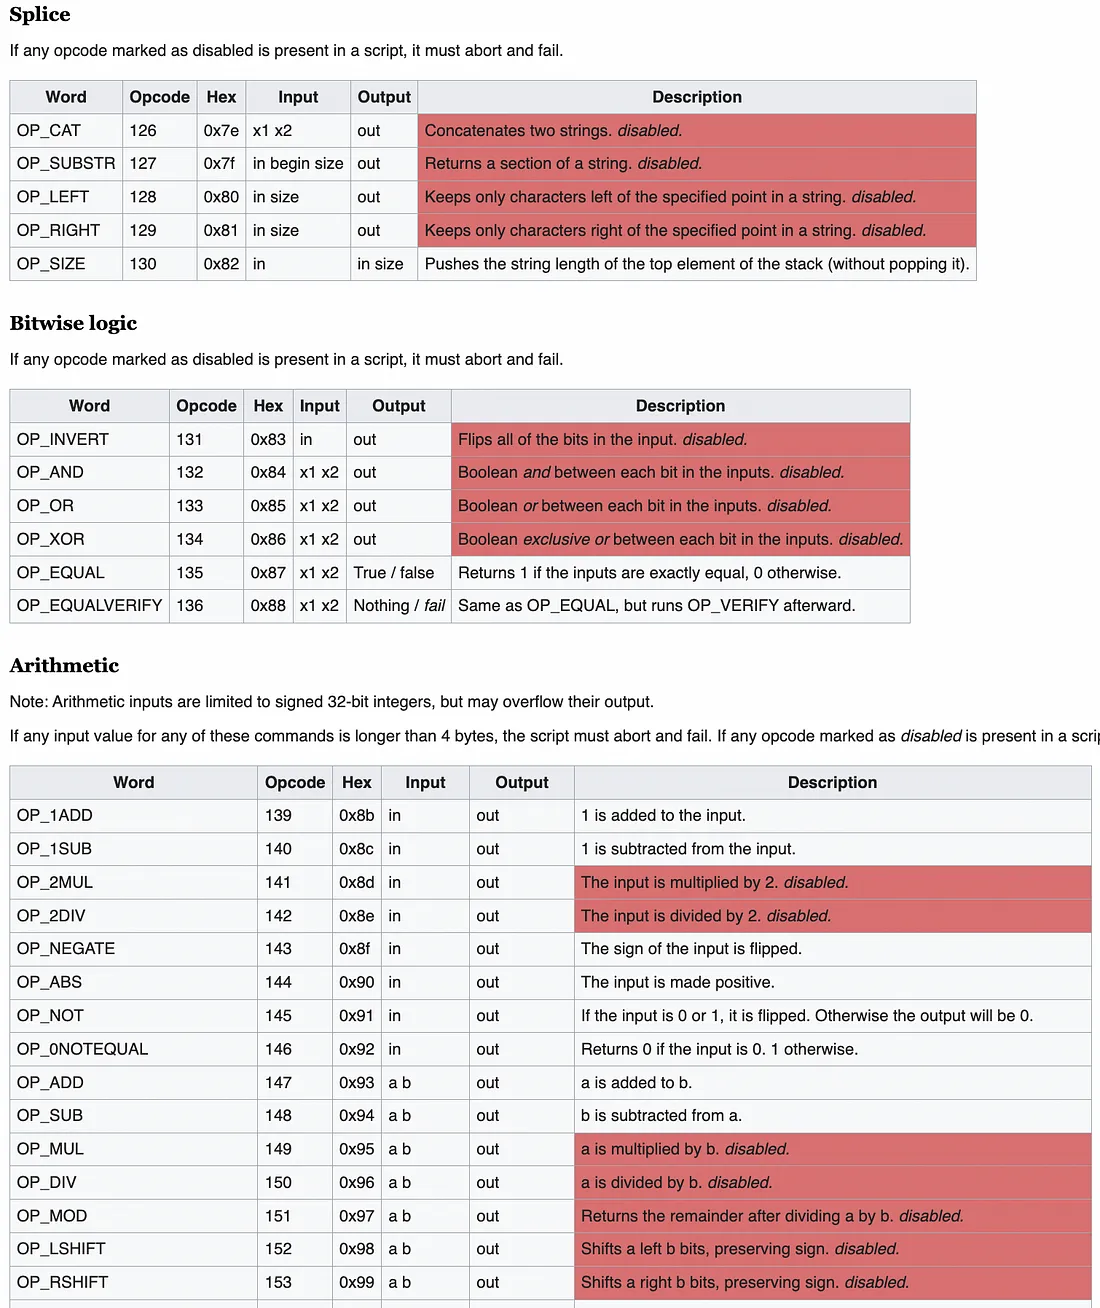 Splice
If any opcode marked as disabled is present in a script, it must abort and fail.
Word Opcode Hex Input Output Description
OP_CAT 126 0x7e x1 x2 out Concatenates two strings. disabled.
OP_SUBSTR 127 0x7f in begin size out Returns a section of a string. disabled.
OP_LEFT 128 0x80 in size out Keeps only characters left of the specified point in a string. disabled.
OP_RIGHT 129 0x81 in size out Keeps only characters right of the specified point in a string. disabled.
OP_SIZE 130 0x82 in in size Pushes the string length of the top element of the stack (without popping it).
Bitwise logic
If any opcode marked as disabled is present in a script, it must abort and fail.
Word Opcode Hex Input Output Description
OP_INVERT 131 0x83 in out Flips all of the bits in the input. disabled.
OP_AND 132 0x84 x1 x2 out Boolean and between each bit in the inputs. disabled.
OP_OR 133 0x85 x1 x2 out Boolean or between each bit in the inputs. disabled.
OP_XOR 134 0x86 x1 x2 out Boolean exclusive or between each bit in the inputs. disabled.
OP_EQUAL 135 0x87 x1 x2 True / false Returns 1 if the inputs are exactly equal, 0 otherwise.
OP_EQUALVERIFY 136 0x88 x1 x2 Nothing / fail Same as OP_EQUAL, but runs OP_VERIFY afterward.
Arithmetic
Note: Arithmetic inputs are limited to signed 32-bit integers, but may overflow their output.
If any input value for any of these commands is longer than 4 bytes, the script must abort and fail. If any opcode marked as disabled is present in a scri
Word Opcode Hex Input Output Description
OP_1ADD 139 0x8b in out 1 is added to the input.
OP_1SUB 140 0x8c in out 1 is subtracted from the input.
OP_2MUL 141 0x8d in out The input is multiplied by 2. disabled.
OP_2DIV 142 0x8e in out The input is divided by 2. disabled.
OP_NEGATE 143 0x8f in out The sign of the input is flipped.
OP_ABS 144 0x90 in out The input is made positive.
OP_NOT 145 0x91 in out If the input is 0 or 1, it is flipped. Otherwise the output will be 0.
OP_0NOTEQUAL 146 0x92 in out Returns 0 if the input is 0. 1 otherwise.
OP_ADD 147 0x93 a b out a is added to b.
OP_SUB 148 0x94 a b out b is subtracted from a.
OP_MUL 149 0x95 a b out a is multiplied by b. disabled.
OP_DIV 150 0x96 a b out a is divided by b. disabled.
OP_MOD 151 0x97 a b out Returns the remainder after dividing a by b. disabled.
OP_LSHIFT 152 0x98 a b out Shifts a left b bits, preserving sign. disabled.
OP_RSHIFT 153 0x99 a b out Shifts a right b bits, preserving sign. disabled.